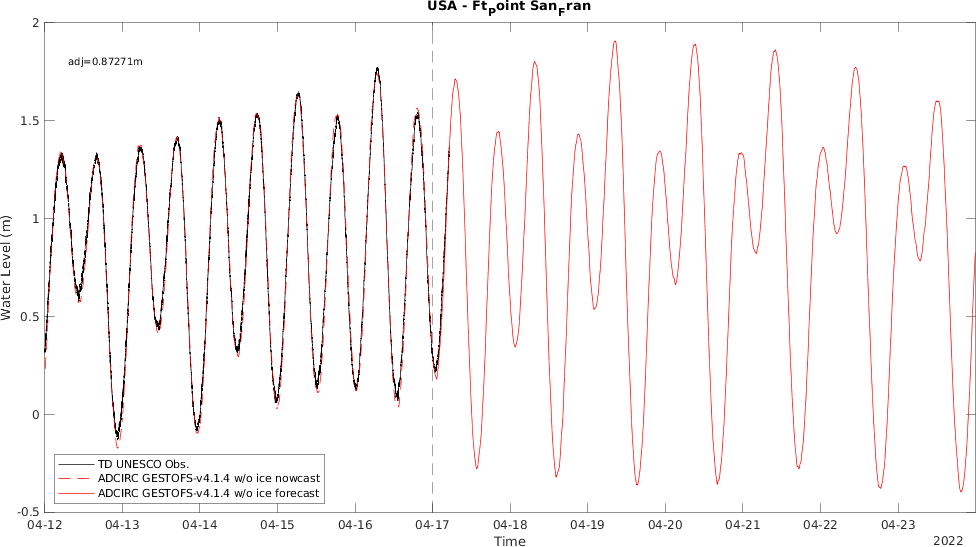 USA - Ft_Point San_Fran
2
adj=0.87271m
1.5
1
Water Level (m)
0.5
0
-0.5
TD UNESCO Obs.
ADCIRC GESTOFS-v4.1.4 w/o ice nowcast
ADCIRC GESTOFS-v4.1.4 w/o ice forecast
04-12 04-13 04-14 04-15 04-16 04-17 04-18 04-19 04-20 04-21 04-22 04-23
Time
2022